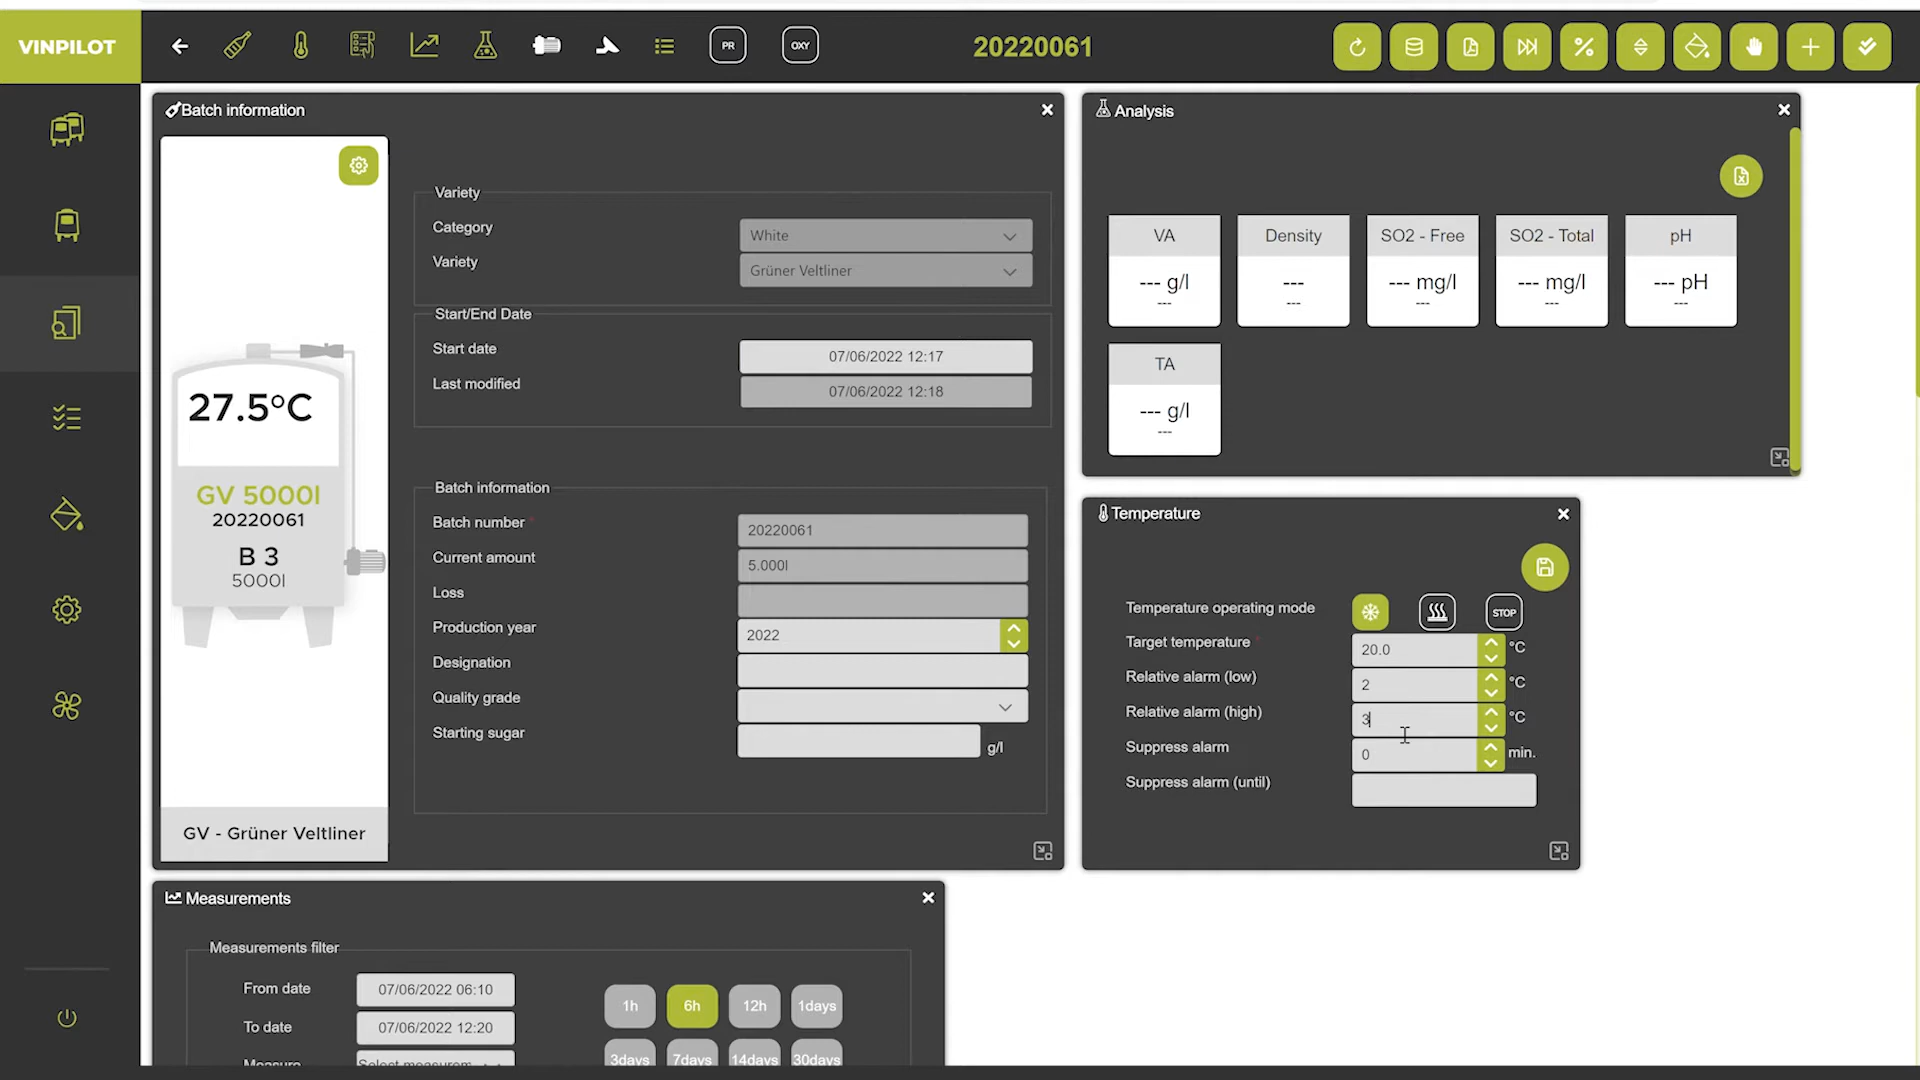 VINPILOT
PR
OXY
20220061
Batch information
27.5°C
GV 5000l
20220061
B 3
5000l
GV - Grüner Veltliner
Variety
Category
White
Variety
Grüner Veltliner
Start/End Date
Start date
07/06/2022 12:17
Last modified
07/06/2022 12:18
Batch information
Batch number *
20220061
Current amount
5.000l
Loss
Production year
2022
Designation
Quality grade
Starting sugar
g/l
Analysis
VA
--- g/l
---
Density
---
---
SO2 - Free
--- mg/l
---
SO2 - Total
--- mg/l
---
pH
--- pH
---
TA
--- g/l
---
Temperature
Temperature operating mode
STOP
Target temperature *
20.0
°C
Relative alarm (low)
2
°C
Relative alarm (high)
3
°C
Suppress alarm
0
min.
Suppress alarm (until)
Measurements
Measurements filter
From date
07/06/2022 06:10
To date
07/06/2022 12:20
Measure
Select measurem
1h
6h
12h
1days
3days
7days
14days
30days